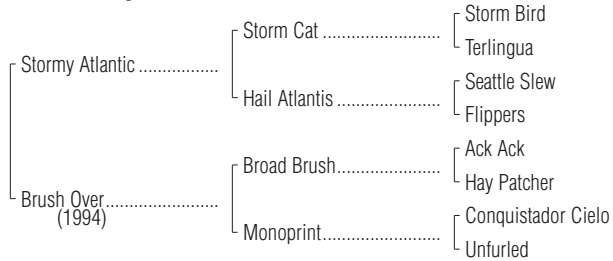 Storm Bird
Storm Cat ........................
Terlingua
Stormy Atlantic ................
Seattle Slew
Hail Atlantis .....................
Flippers
Ack Ack
Broad Brush.....................
Hay Patcher
Brush Over.......................
(1994)
Conquistador Cielo
Monoprint........................
Unfurled